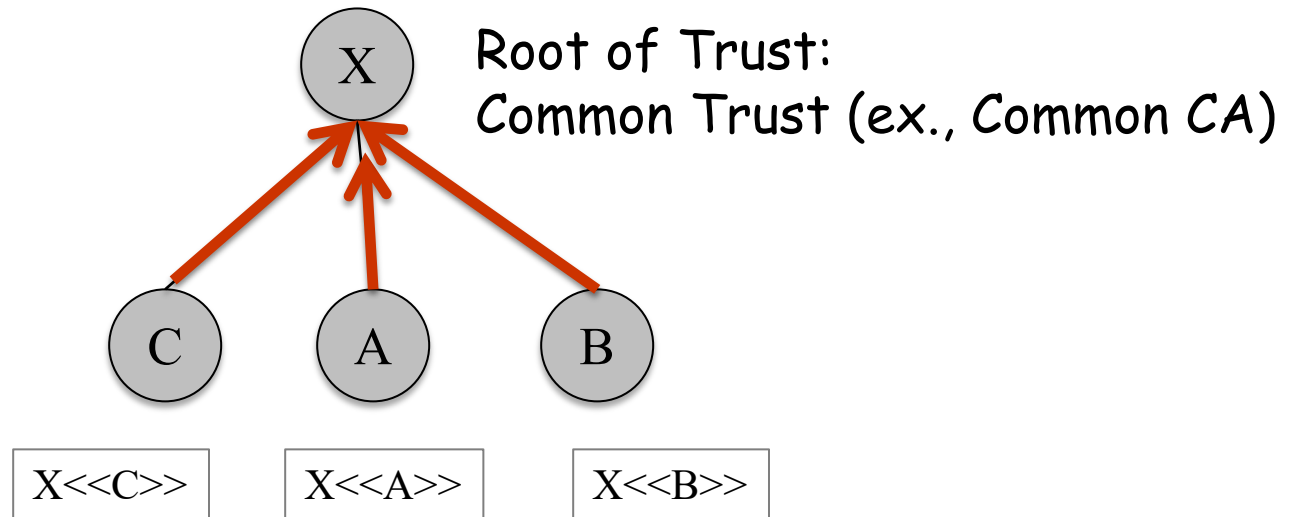 X
Root of Trust:
Common Trust (ex., Common CA)
C
A
B
X<<C>>
X<<A>>
X<<B>>